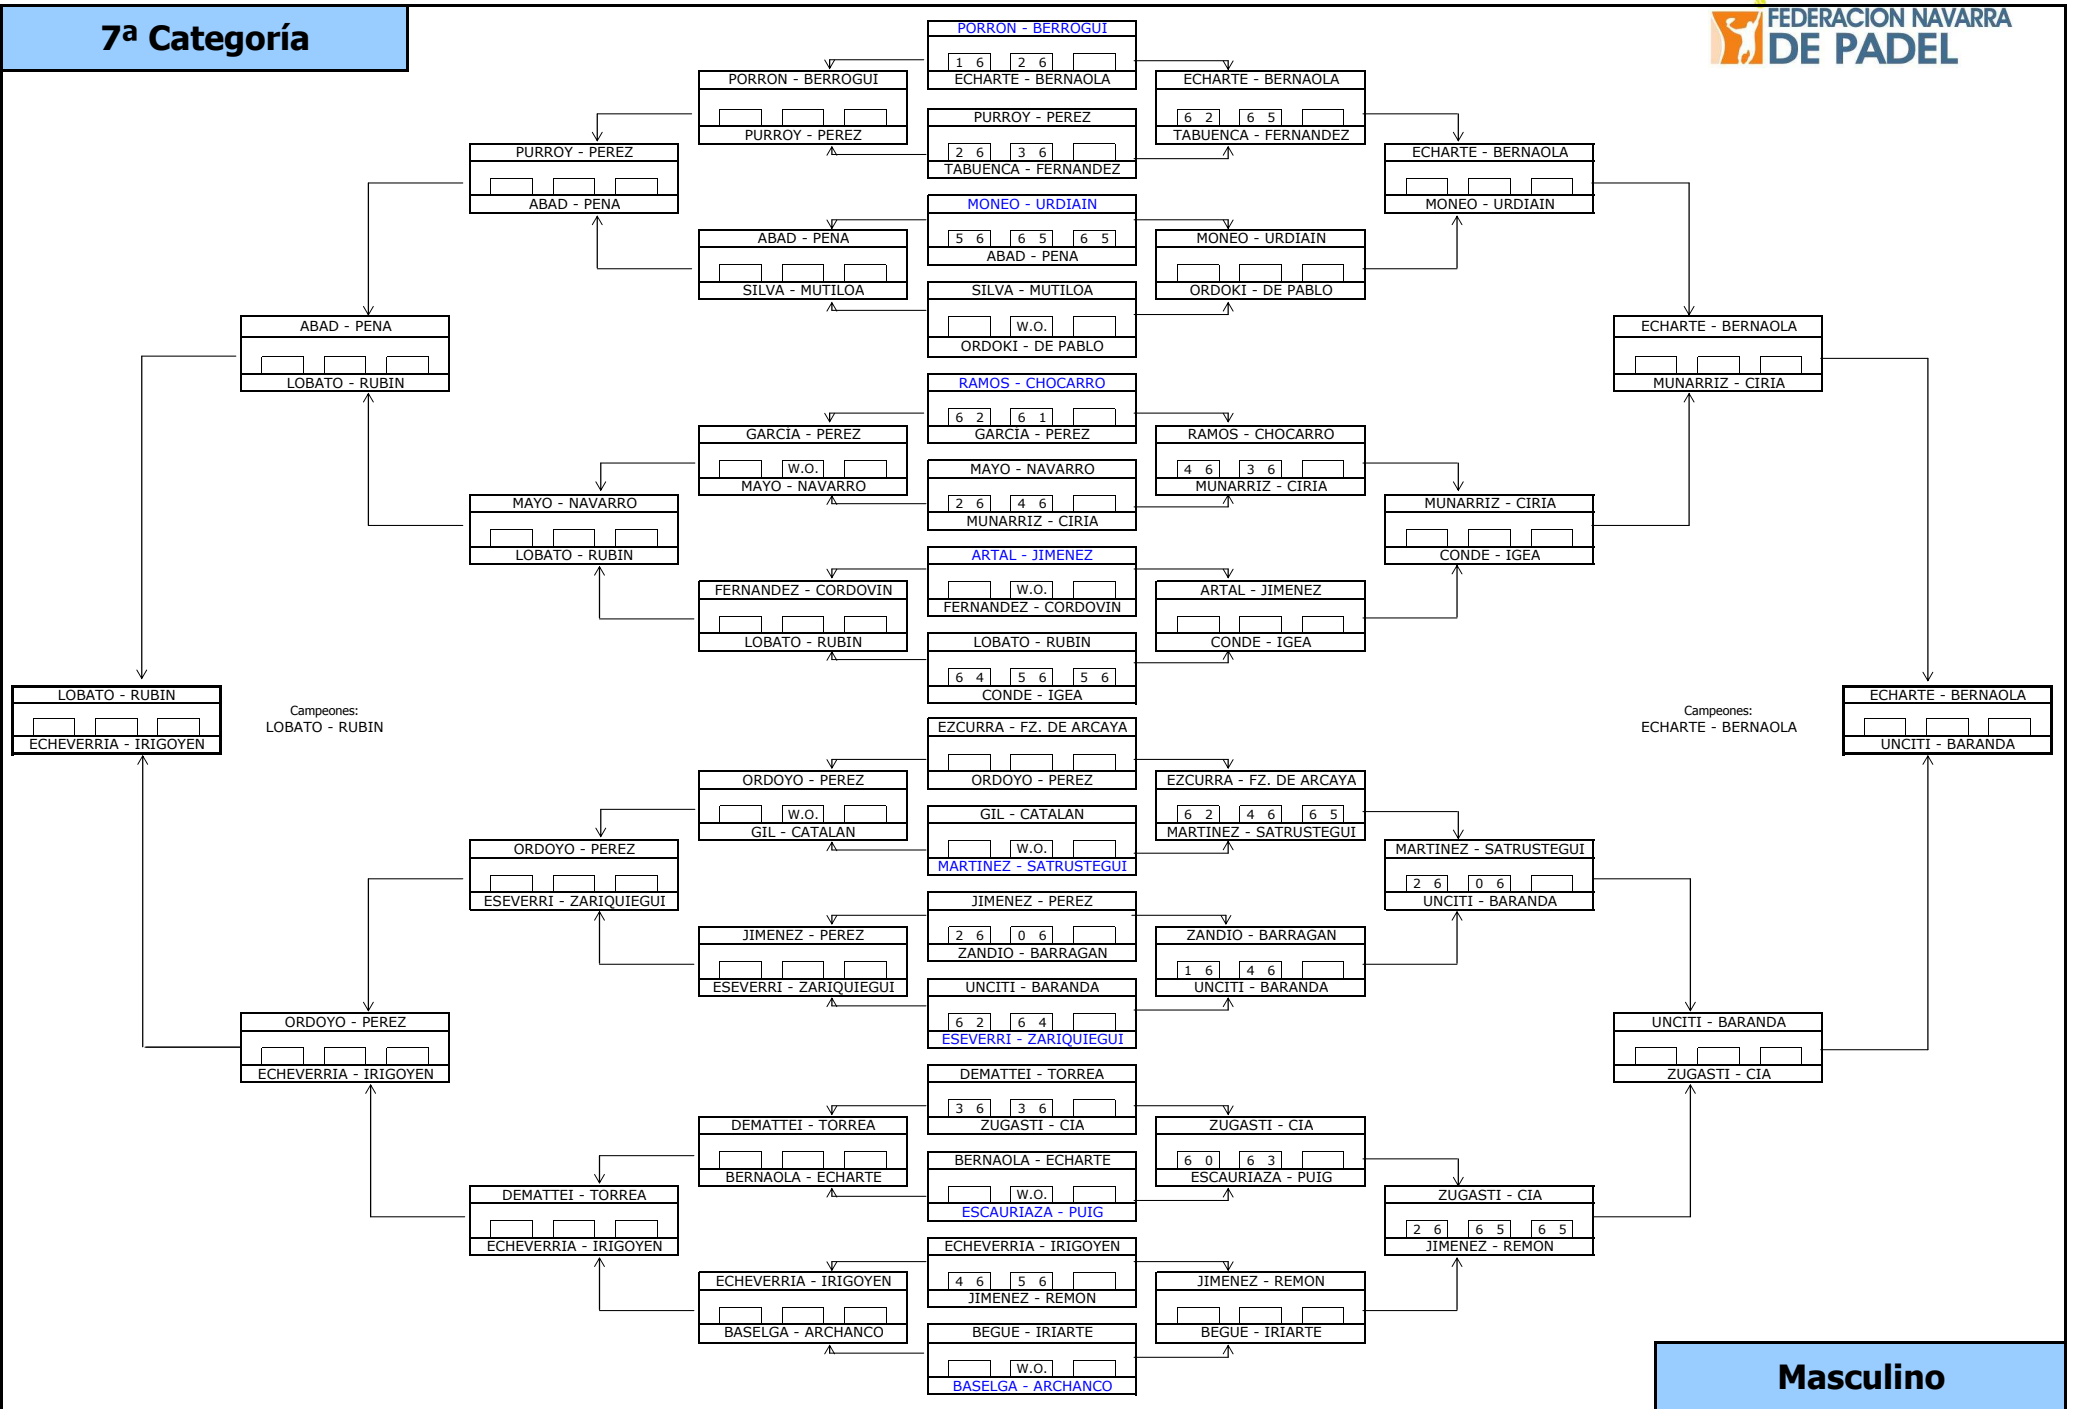 7ª Categoría
FEDERACION NAVARRA
DE PADEL
PORRON - BERROGUI
1 6 2 6
ECHARTE - BERNAOLA
PURROY - PEREZ
2 6 3 6
TABUENCA - FERNANDEZ
MONEO - URDIAIN
5 6 6 5 6 5
ABAD - PENA
SILVA - MUTILOA
W.O.
ORDOKI - DE PABLO
RAMOS - CHOCARRO
6 2 6 1
GARCÍA - PEREZ
MAYO - NAVARRO
2 6 4 6
MUNARRIZ - CIRIA
ARTAL - JIMENEZ
W.O.
FERNANDEZ - CORDOVIN
LOBATO - RUBIN
6 4 5 6 5 6
CONDE - IGEA
EZCURRA - FZ. DE ARCAYA
ORDOYO - PEREZ
GIL - CATALAN
W.O.
MARTINEZ - SATRUSTEGUI
JIMENEZ - PEREZ
2 6 0 6
ZANDIO - BARRAGAN
UNCITI - BARANDA
6 2 6 4
ESEVERRI - ZARIQUIEGUI
DEMATTEI - TORREA
3 6 3 6
ZUGASTI - CIA
BERNAOLA - ECHARTE
W.O.
ESCAURIAZA - PUIG
ECHEVERRIA - IRIGOYEN
4 6 5 6
JIMENEZ - REMON
BEGUE - IRIARTE
W.O.
BASELGA - ARCHANCO
PORRON - BERROGUI
PURROY - PEREZ
ABAD - PENA
SILVA - MUTILOA
GARCÍA - PEREZ
W.O.
MAYO - NAVARRO
FERNANDEZ - CORDOVIN
LOBATO - RUBIN
ORDOYO - PEREZ
W.O.
GIL - CATALAN
JIMENEZ - PEREZ
ESEVERRI - ZARIQUIEGUI
DEMATTEI - TORREA
BERNAOLA - ECHARTE
ECHEVERRIA - IRIGOYEN
BASELGA - ARCHANCO
PURROY - PEREZ
ABAD - PENA
MAYO - NAVARRO
LOBATO - RUBIN
ORDOYO - PEREZ
ESEVERRI - ZARIQUIEGUI
DEMATTEI - TORREA
ECHEVERRIA - IRIGOYEN
ABAD - PENA
LOBATO - RUBIN
ORDOYO - PEREZ
ECHEVERRIA - IRIGOYEN
LOBATO - RUBIN
ECHEVERRIA - IRIGOYEN
Campeones:
LOBATO - RUBIN
ECHARTE - BERNAOLA
6 2 6 5
TABUENCA - FERNANDEZ
MONEO - URDIAIN
ORDOKI - DE PABLO
RAMOS - CHOCARRO
4 6 3 6
MUNARRIZ - CIRIA
ARTAL - JIMENEZ
CONDE - IGEA
EZCURRA - FZ. DE ARCAYA
6 2 4 6 6 5
MARTINEZ - SATRUSTEGUI
ZANDIO - BARRAGAN
1 6 4 6
UNCITI - BARANDA
ZUGASTI - CIA
6 0 6 3
ESCAURIAZA - PUIG
JIMENEZ - REMON
BEGUE - IRIARTE
ECHARTE - BERNAOLA
MONEO - URDIAIN
MUNARRIZ - CIRIA
CONDE - IGEA
MARTINEZ - SATRUSTEGUI
2 6 0 6
UNCITI - BARANDA
ZUGASTI - CIA
2 6 6 5 6 5
JIMENEZ - REMON
ECHARTE - BERNAOLA
MUNARRIZ - CIRIA
UNCITI - BARANDA
ZUGASTI - CIA
Campeones:
ECHARTE - BERNAOLA
ECHARTE - BERNAOLA
UNCITI - BARANDA
Masculino